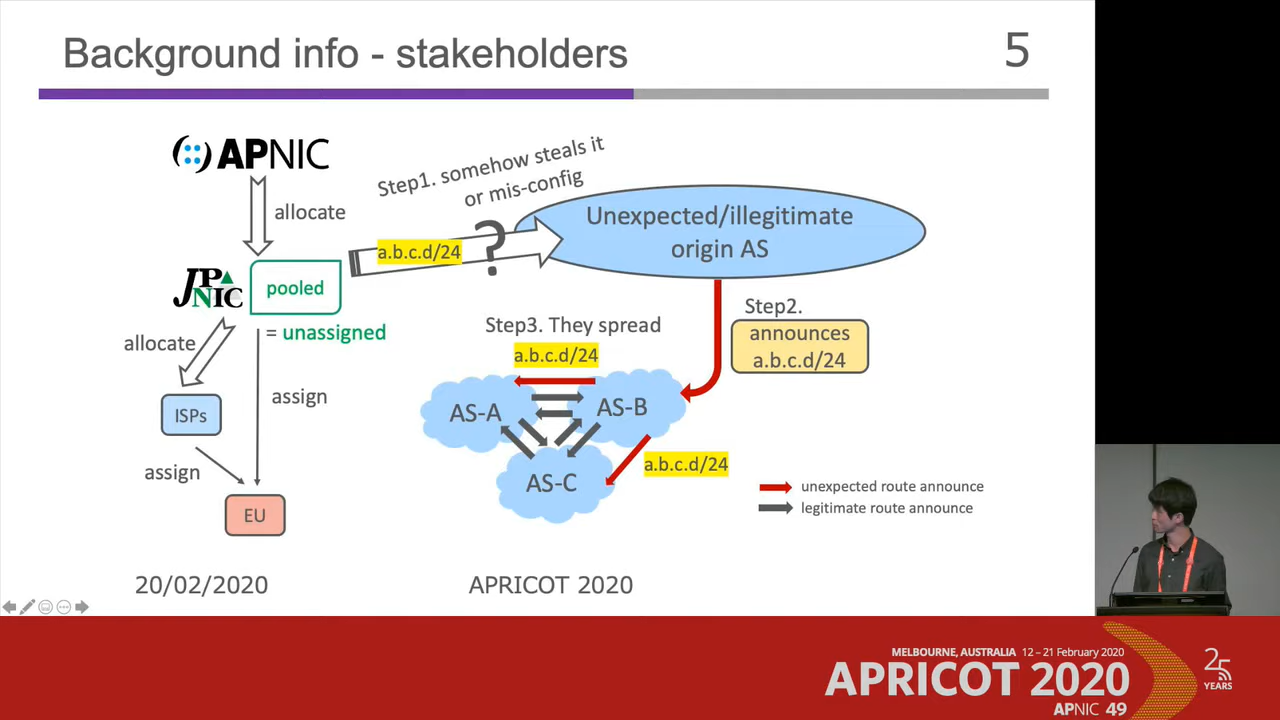 Background info - stakeholders
5
APNIC
allocate
Step1. somehow steals it
or mis-config
a.b.c.d/24
?
Unexpected/illegitimate
origin AS
JPNIC
pooled
= unassigned
allocate
ISPs
assign
assign
EU
Step2.
announces
a.b.c.d/24
Step3. They spread
a.b.c.d/24
AS-A
AS-B
AS-C
a.b.c.d/24
unexpected route announce
legitimate route announce
20/02/2020
APRICOT 2020
MELBOURNE, AUSTRALIA 12 – 21 February 2020
APRICOT 2020
APNIC 49
25
YEARS